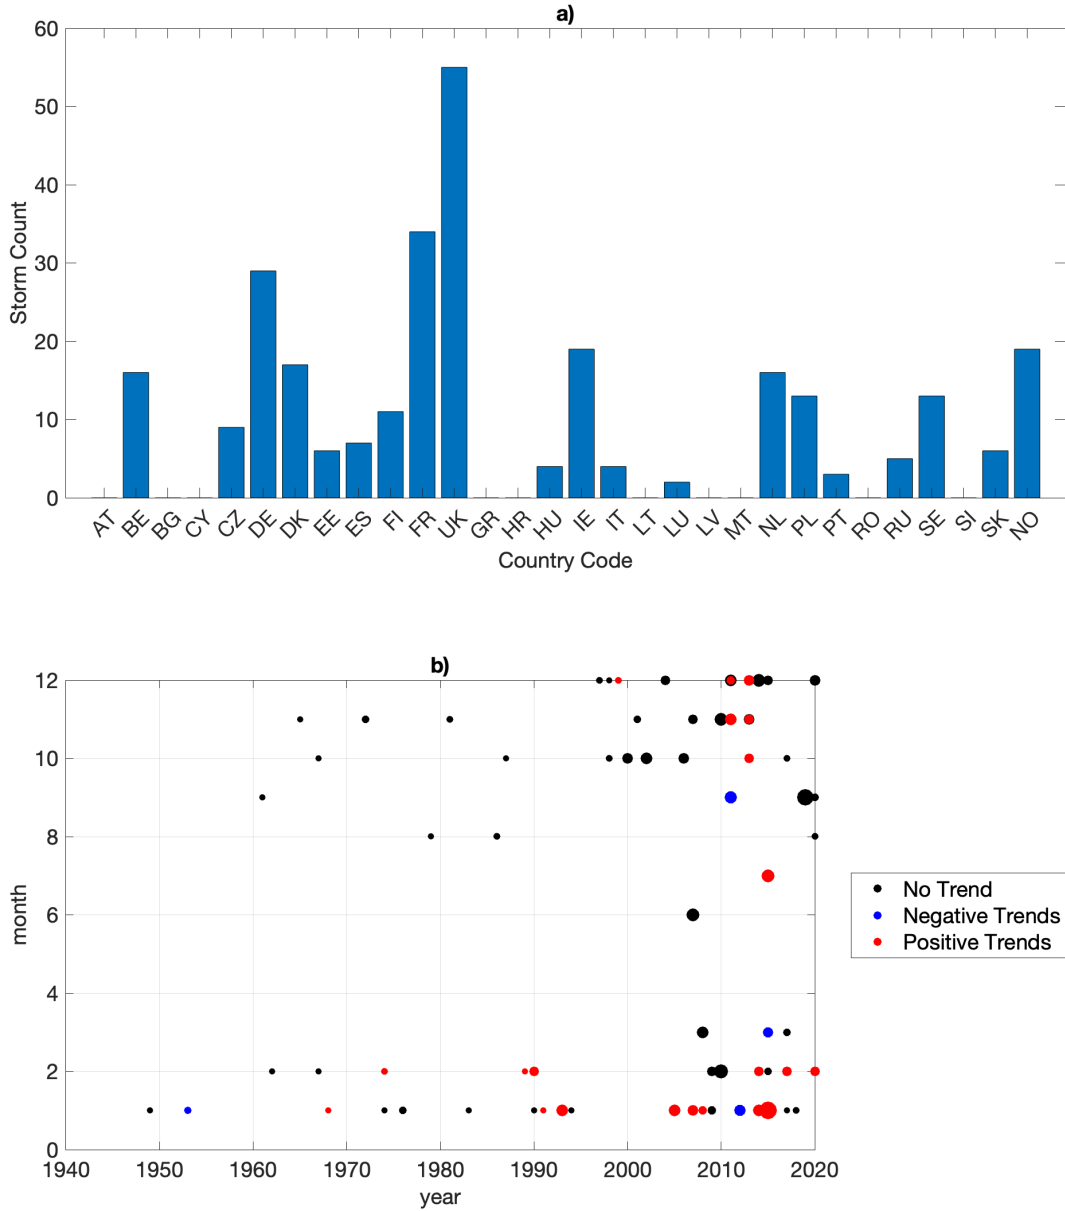 a)
60
50
40
30
20
10
0
Storm Count
AT BE BG CY CZ DE DK EE ES FI FR UK GR HR HU IE IT LT LU LV MT NL PL PT RO RU SE SI SK NO
Country Code
b)
12
10
8
6
4
2
0
month
1940 1950 1960 1970 1980 1990 2000 2010 2020
year
No Trend
Negative Trends
Positive Trends